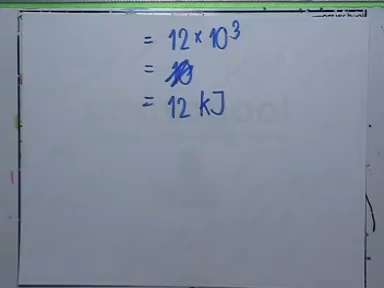 = 12 × 10³
=
= 12 kJ